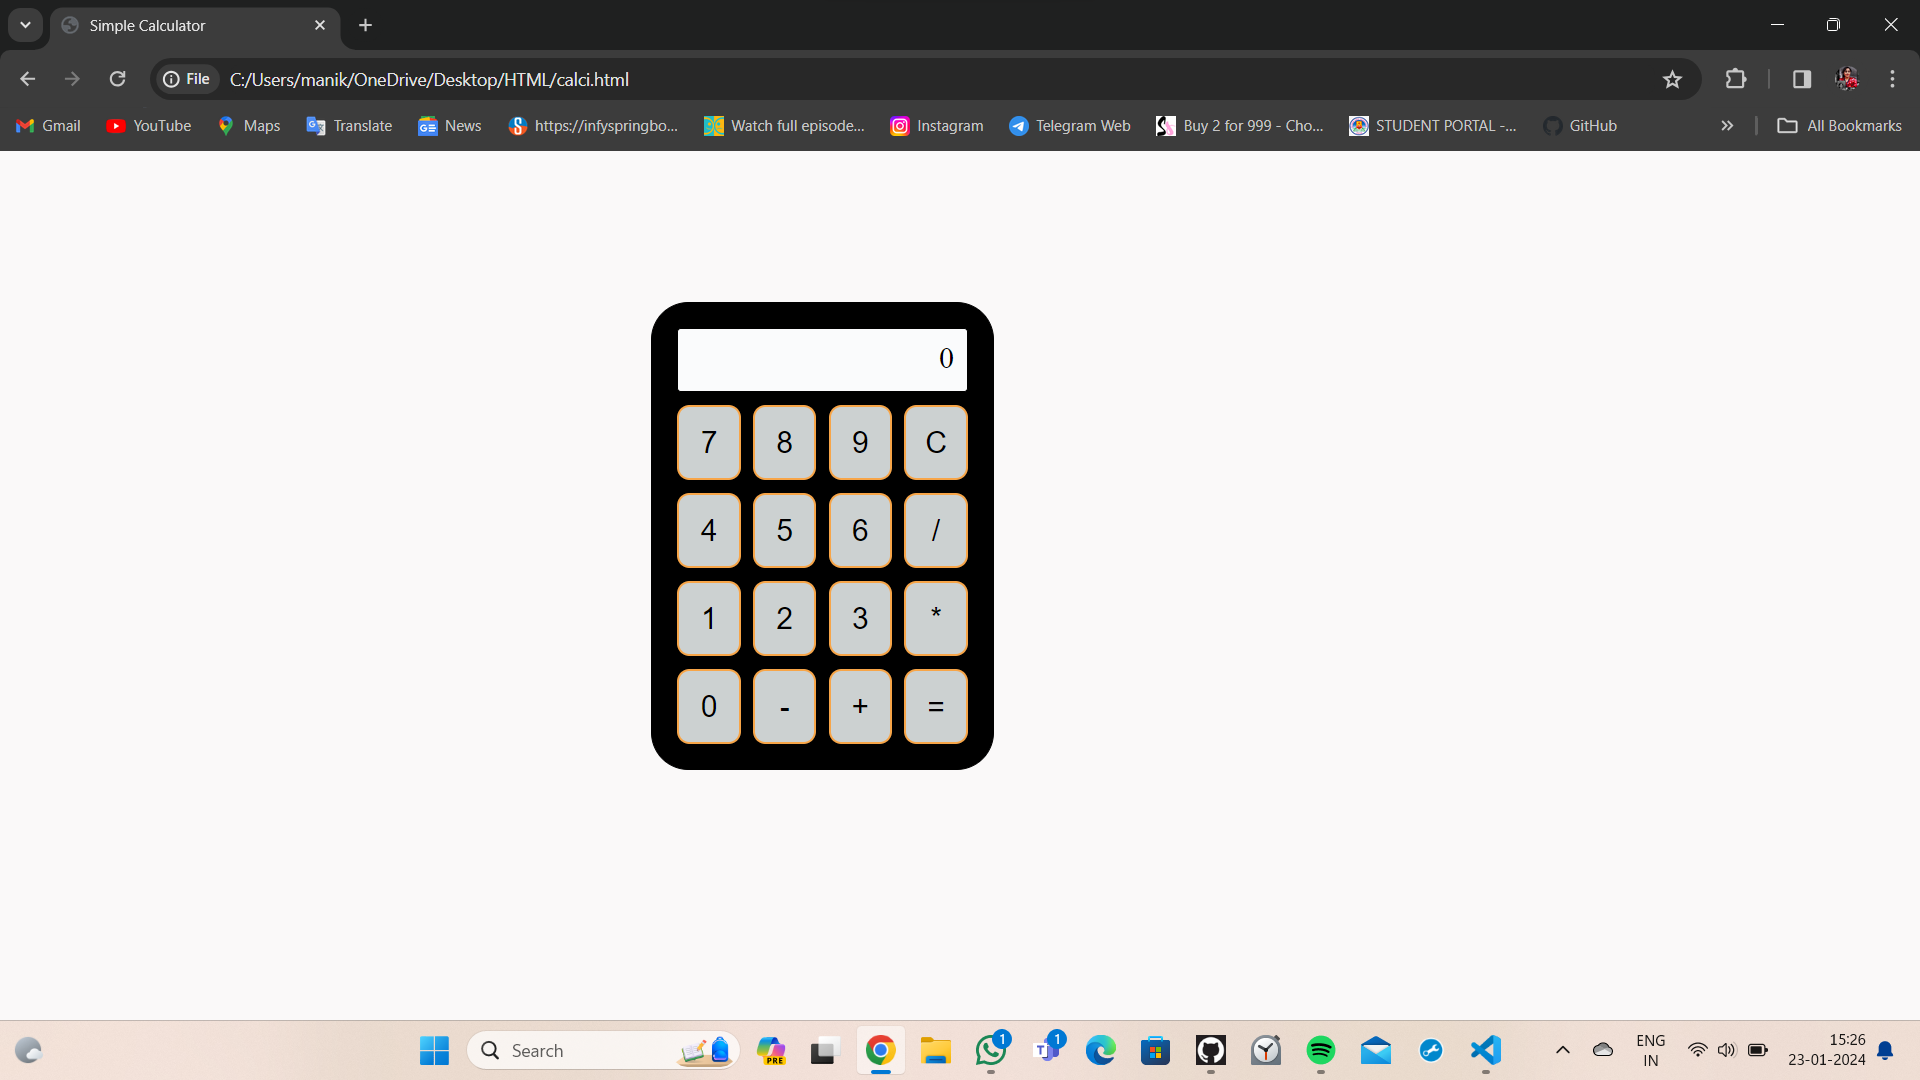 Simple Calculator
File C:/Users/manik/OneDrive/Desktop/HTML/calci.html
Gmail YouTube Maps Translate News https://infyspringbo... Watch full episode... Instagram Telegram Web Buy 2 for 999 - Cho... STUDENT PORTAL -... GitHub » All Bookmarks
0
7 8 9 C
4 5 6 /
1 2 3 *
0 - + =
Search PRE 1 1 ENG 15:26
IN 23-01-2024